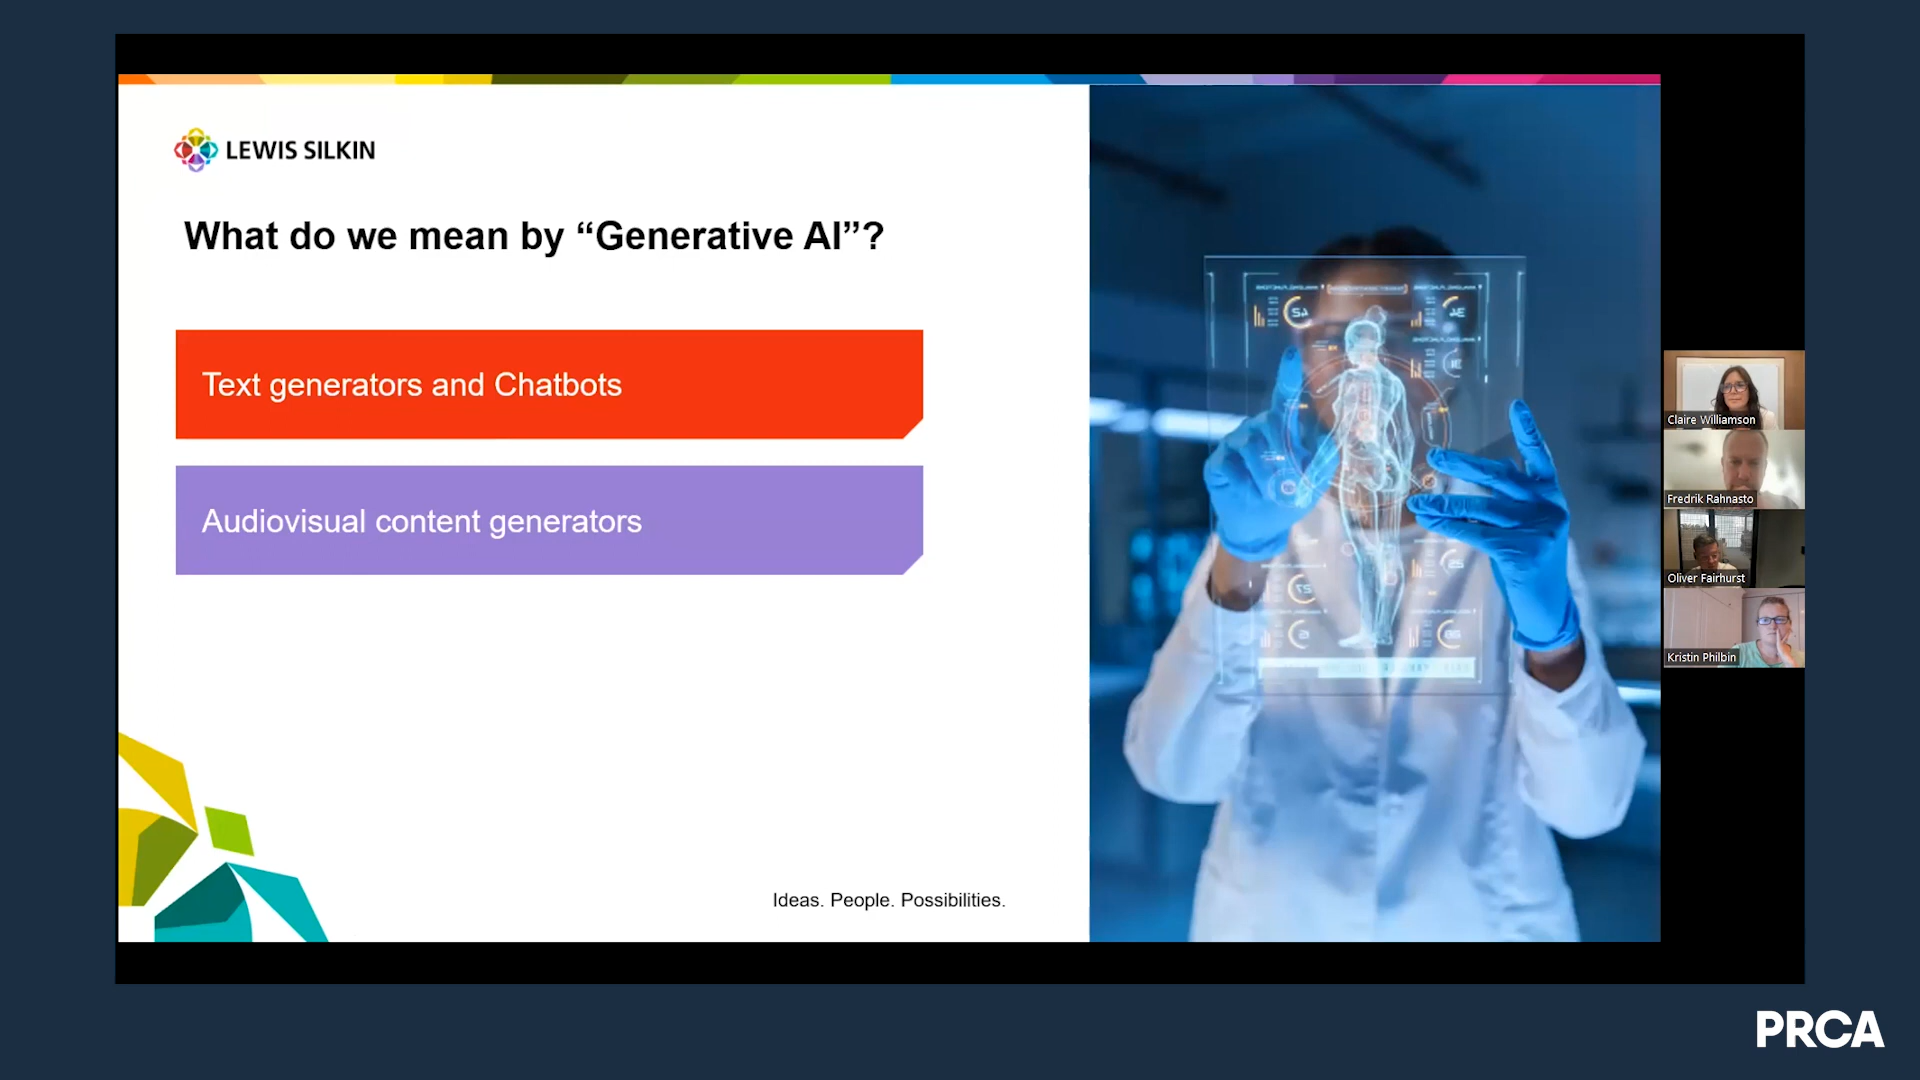 LEWIS SILKIN
What do we mean by “Generative AI”?
Text generators and Chatbots
Audiovisual content generators
Ideas. People. Possibilities.
Claire Williamson
Fredrik Rahnasto
Oliver Fairhurst
Kristin Philbin
PRCA